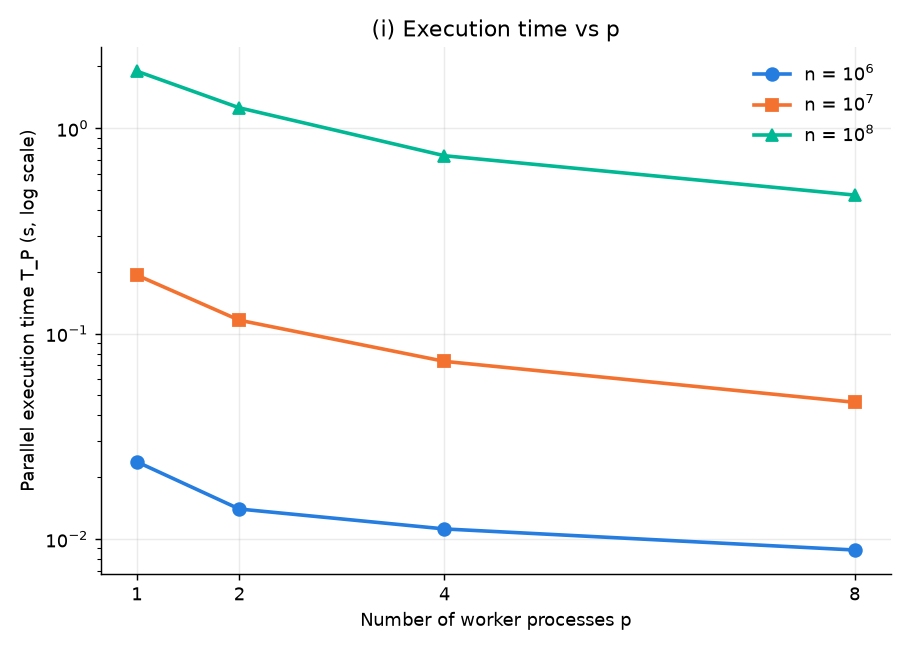 (i) Execution time vs p
n = 10⁶
n = 10⁷
n = 10⁸
Parallel execution time T_P (s, log scale)
10⁰
10⁻¹
10⁻²
1 2 4 8
Number of worker processes p